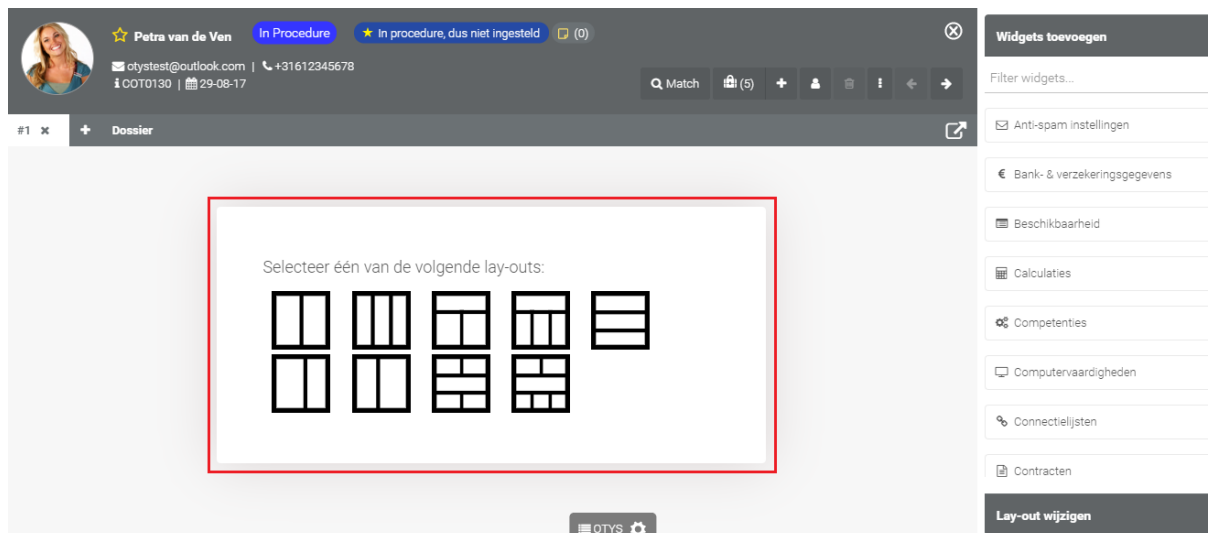 Petra van de Ven In Procedure In procedure, dus niet ingesteld (0)
otystest@outlook.com | +31612345678
COT0130 | 29-08-17
Match (5)
#1 Dossier
Selecteer één van de volgende lay-outs:
OTYS
Widgets toevoegen
Filter widgets...
Anti-spam instellingen
Bank- & verzekeringsgegevens
Beschikbaarheid
Calculaties
Competenties
Computervaardigheden
Connectielijsten
Contracten
Lay-out wijzigen